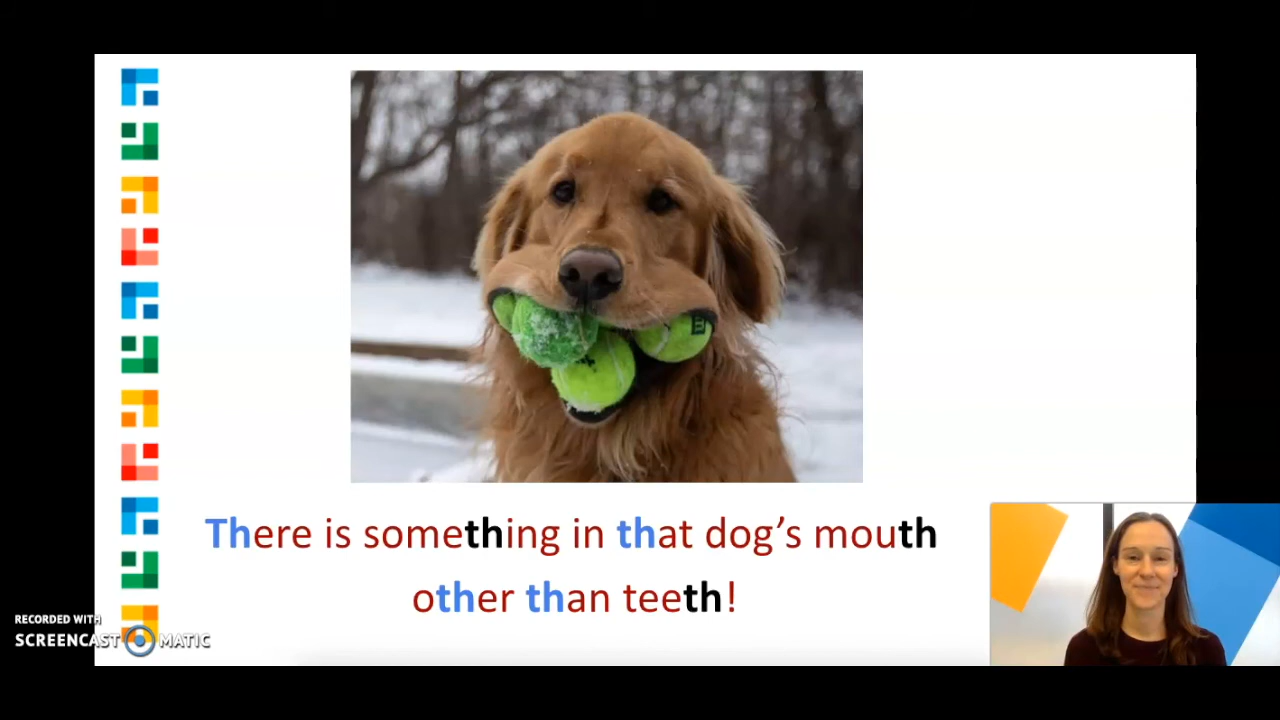 There is something in that dog's mouth
other than teeth!
RECORDED WITH
SCREENCAST MATIC